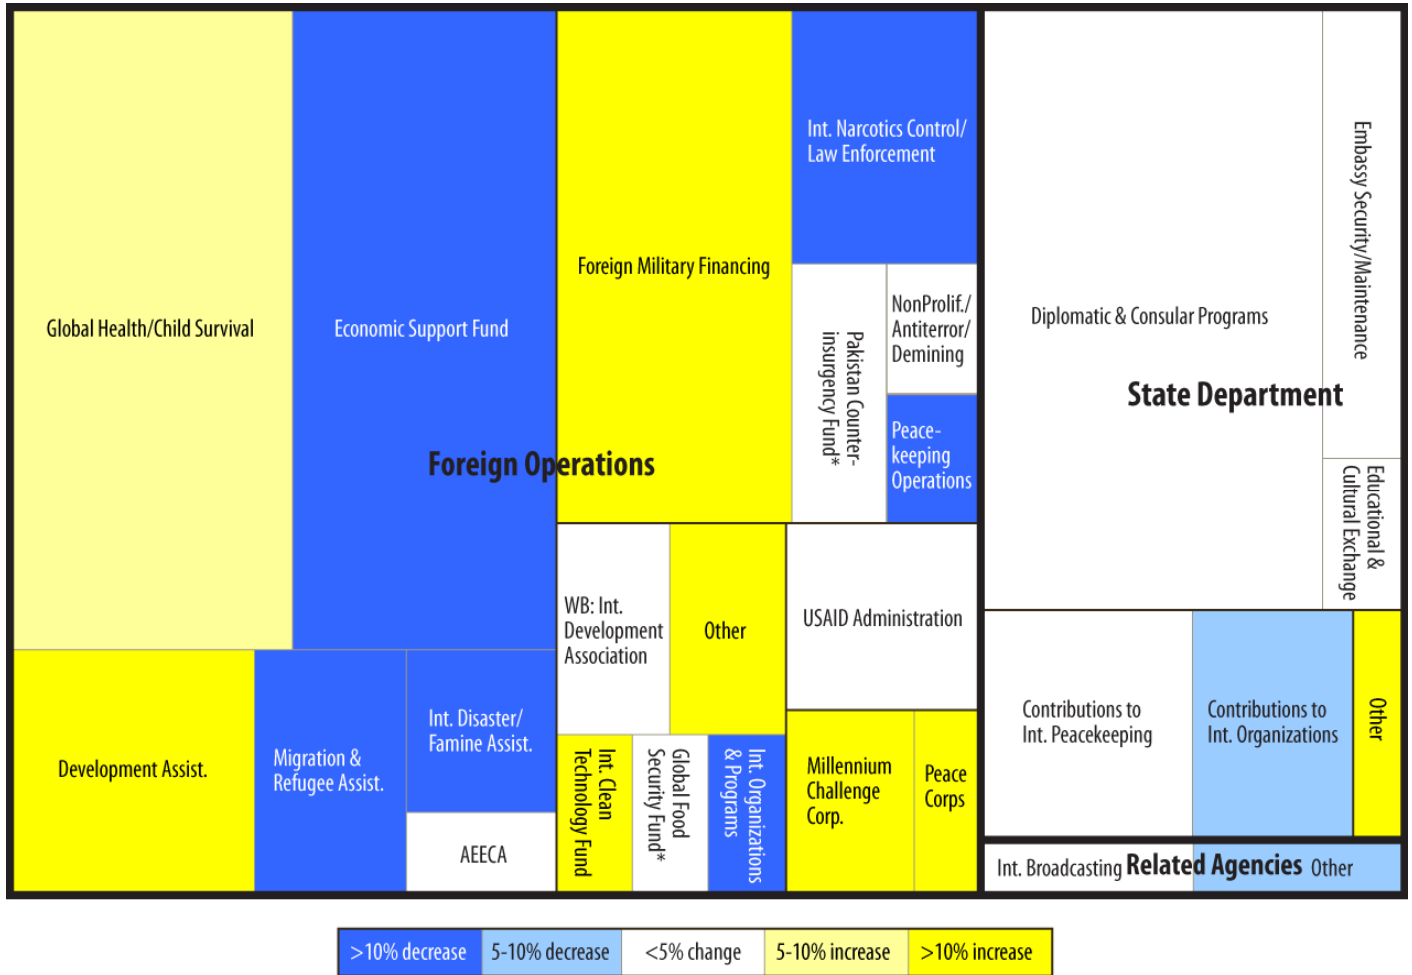 Global Health/Child Survival
Economic Support Fund
Foreign Military Financing
Int. Narcotics Control/
Law Enforcement
Pakistan Counter-
insurgency Fund*
NonProlif./
Antiterror/
Demining
Peace-
keeping
Operations
Foreign Operations
Development Assist.
Migration &
Refugee Assist.
Int. Disaster/
Famine Assist.
AEECA
WB: Int.
Development
Association
Other
USAID Administration
Int. Clean
Technology Fund
Global Food
Security Fund*
Int. Organizations
& Programs
Millennium
Challenge
Corp.
Peace
Corps
Diplomatic & Consular Programs
Embassy Security/Maintenance
State Department
Educational &
Cultural Exchange
Contributions to
Int. Peacekeeping
Contributions to
Int. Organizations
Other
Int. Broadcasting
Related Agencies
Other
>10% decrease
5-10% decrease
<5% change
5-10% increase
>10% increase